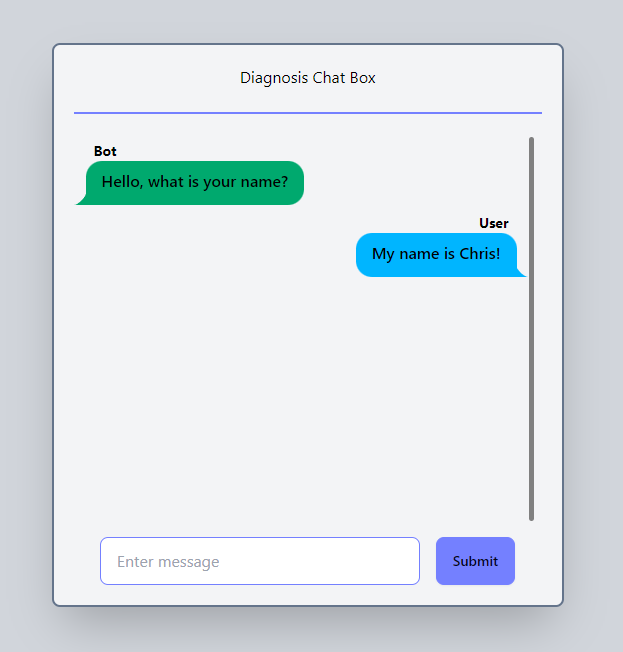 Diagnosis Chat Box
Bot
Hello, what is your name?
User
My name is Chris!
Enter message
Submit